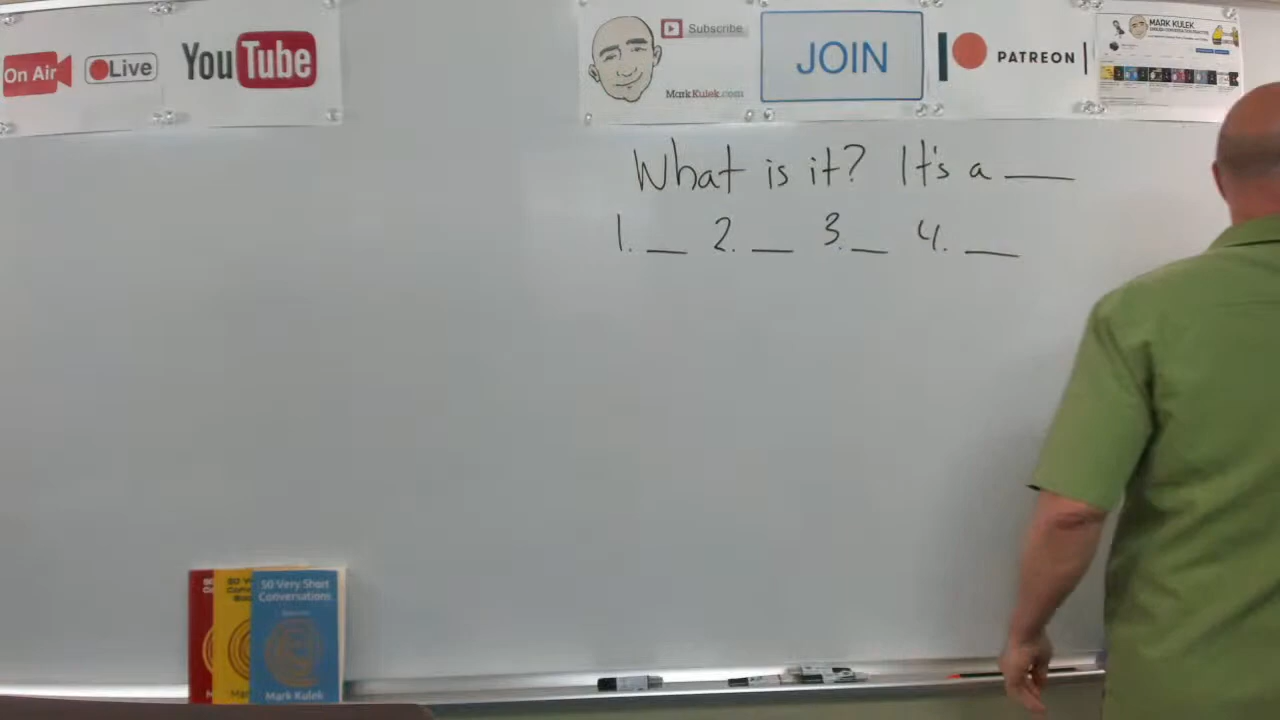 On Air
Live
YouTube
Subscribe
MarkKulek.com
JOIN
PATREON
MARK KULEK
What is it? It's a ___
1. __ 2. __ 3. __ 4. __
50 Very Short
Conversations
Mark Kulek